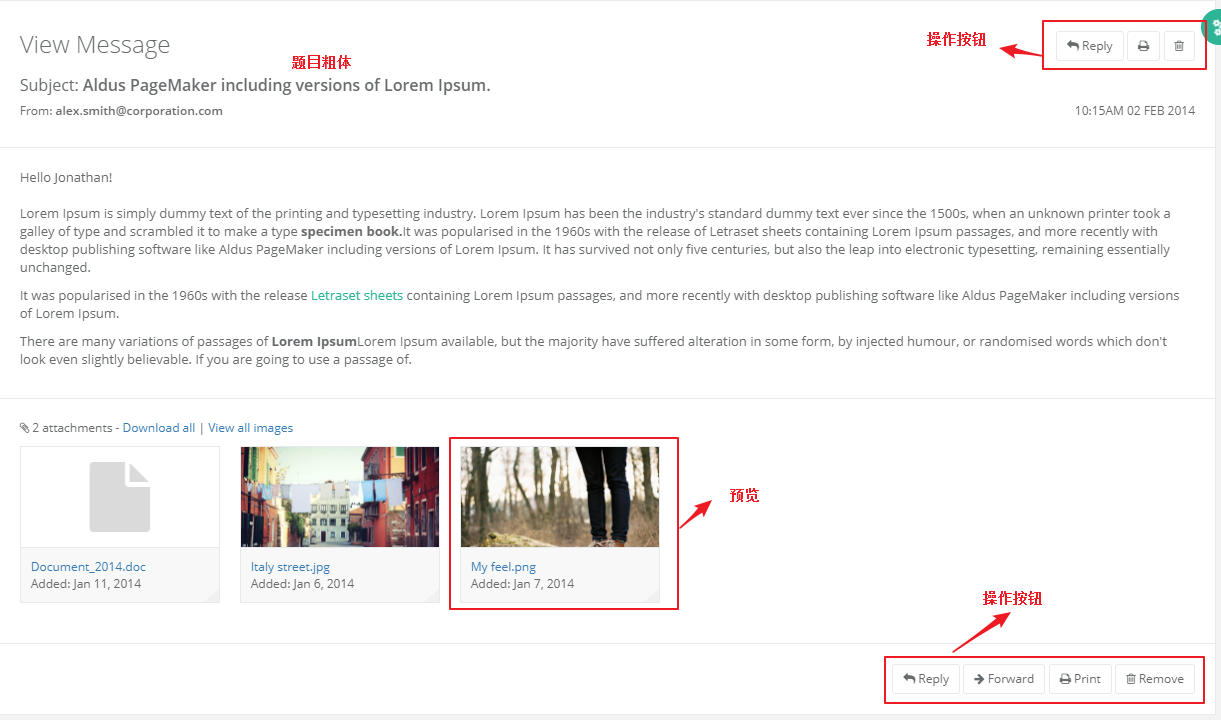 View Message
操作按钮
Reply
题目粗体
Subject: Aldus PageMaker including versions of Lorem Ipsum.
From: alex.smith@corporation.com
10:15AM 02 FEB 2014
Hello Jonathan!
Lorem Ipsum is simply dummy text of the printing and typesetting industry. Lorem Ipsum has been the industry's standard dummy text ever since the 1500s, when an unknown printer took a
galley of type and scrambled it to make a type specimen book.It was popularised in the 1960s with the release of Letraset sheets containing Lorem Ipsum passages, and more recently with
desktop publishing software like Aldus PageMaker including versions of Lorem Ipsum. It has survived not only five centuries, but also the leap into electronic typesetting, remaining essentially
unchanged.
It was popularised in the 1960s with the release Letraset sheets containing Lorem Ipsum passages, and more recently with desktop publishing software like Aldus PageMaker including versions
of Lorem Ipsum.
There are many variations of passages of Lorem IpsumLorem Ipsum available, but the majority have suffered alteration in some form, by injected humour, or randomised words which don't
look even slightly believable. If you are going to use a passage of.
2 attachments - Download all | View all images
预览
Document_2014.doc
Added: Jan 11, 2014
Italy street.jpg
Added: Jan 6, 2014
My feel.png
Added: Jan 7, 2014
操作按钮
Reply
Forward
Print
Remove